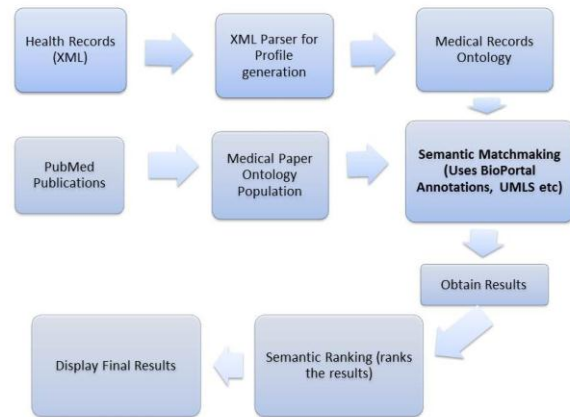 Health Records
(XML)
XML Parser for
Profile
generation
Medical Records
Ontology
PubMed
Publications
Medical Paper
Ontology
Population
Semantic Matchmaking
(Uses BioPortal
Annotations, UMLS etc)
Obtain Results
Semantic Ranking (ranks
the results)
Display Final Results